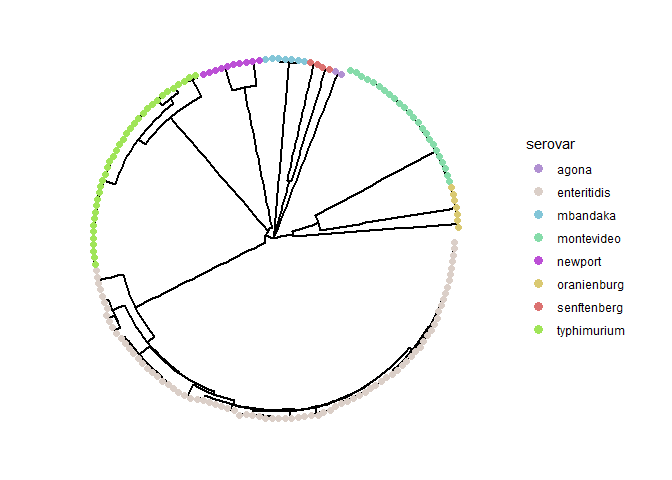 serovar
agona
enteritidis
mbandaka
montevideo
newport
oranienburg
senftenberg
typhimurium